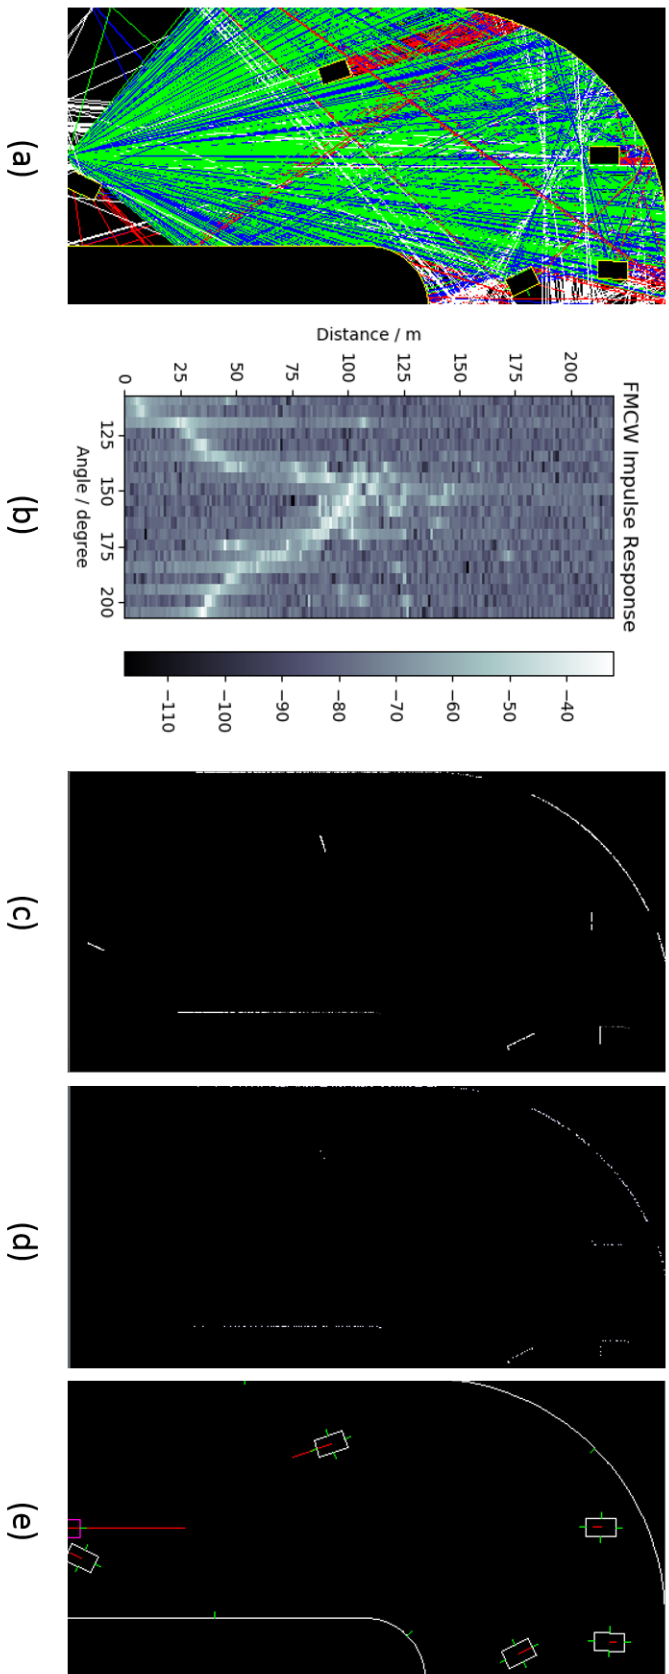 (a)
FMCW Impulse Response
Distance / m
0
25
50
75
100
125
150
175
200
125
150
175
200
Angle / degree
−110
−100
−90
−80
−70
−60
−50
−40
(b)
(c)
(d)
(e)